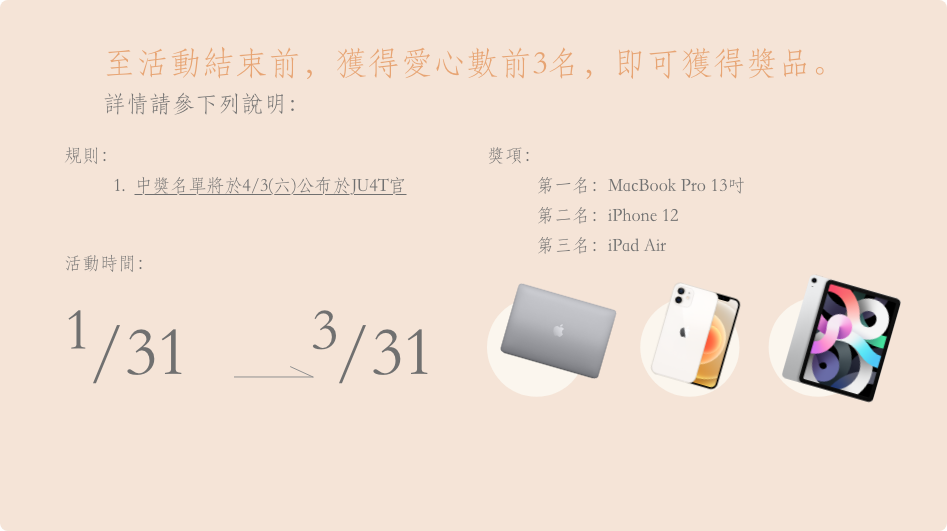 至活動結束前，獲得愛心數前3名，即可獲得獎品。
詳情請參下列說明：
規則：
1. 中獎名單將於4/3(六)公布於JU4T官
活動時間：
1/31
3/31
獎項：
第一名：MacBook Pro 13吋
第二名：iPhone 12
第三名：iPad Air